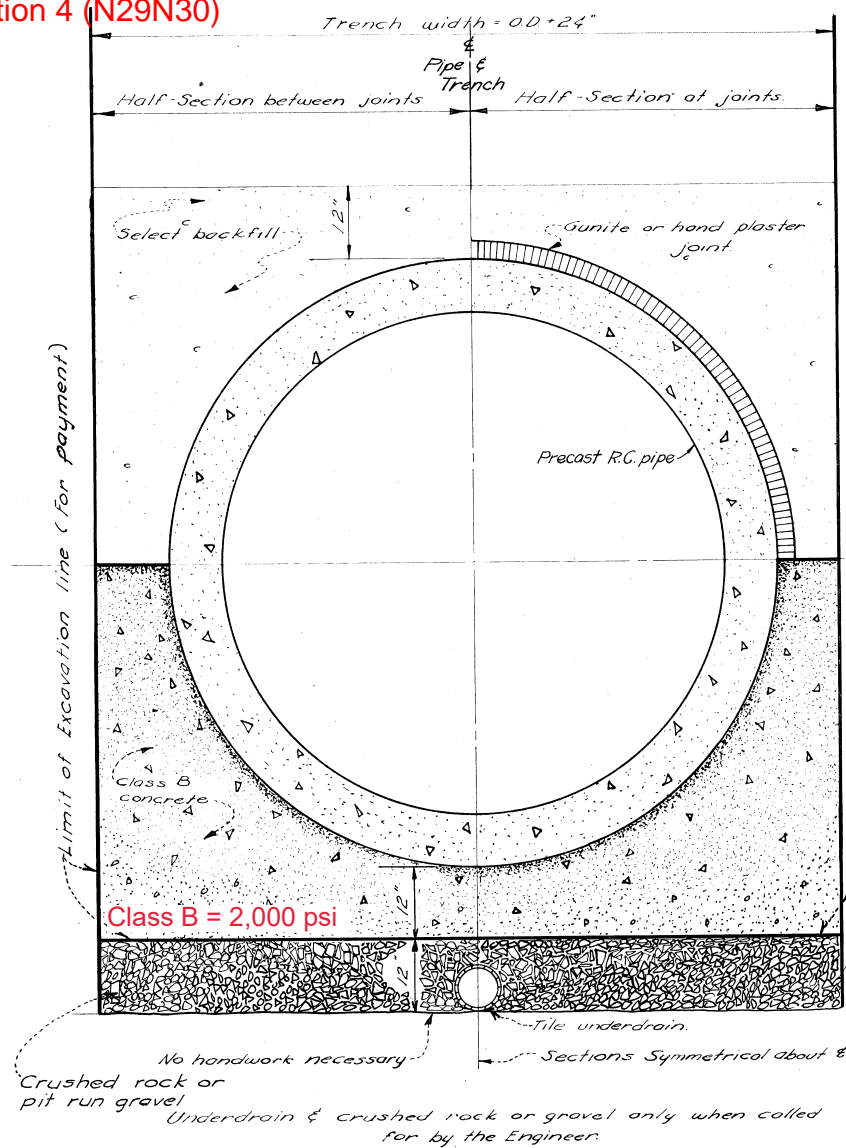 tion 4 (N29N30)
Trench width = O.D. + 24"
℄
Pipe &
Trench
Half-Section between joints
Half-Section at joints.
12"
Select backfill
Gunite or hand plaster
joint.
Limit of Excavation line (for payment)
Precast R.C. pipe
Class B
concrete
12"
Class B = 2,000 psi
12"
Tile underdrain.
No handwork necessary
Sections Symmetrical about ℄
Crushed rock or
pit run gravel
Underdrain & crushed rock or gravel only when called
for by the Engineer.